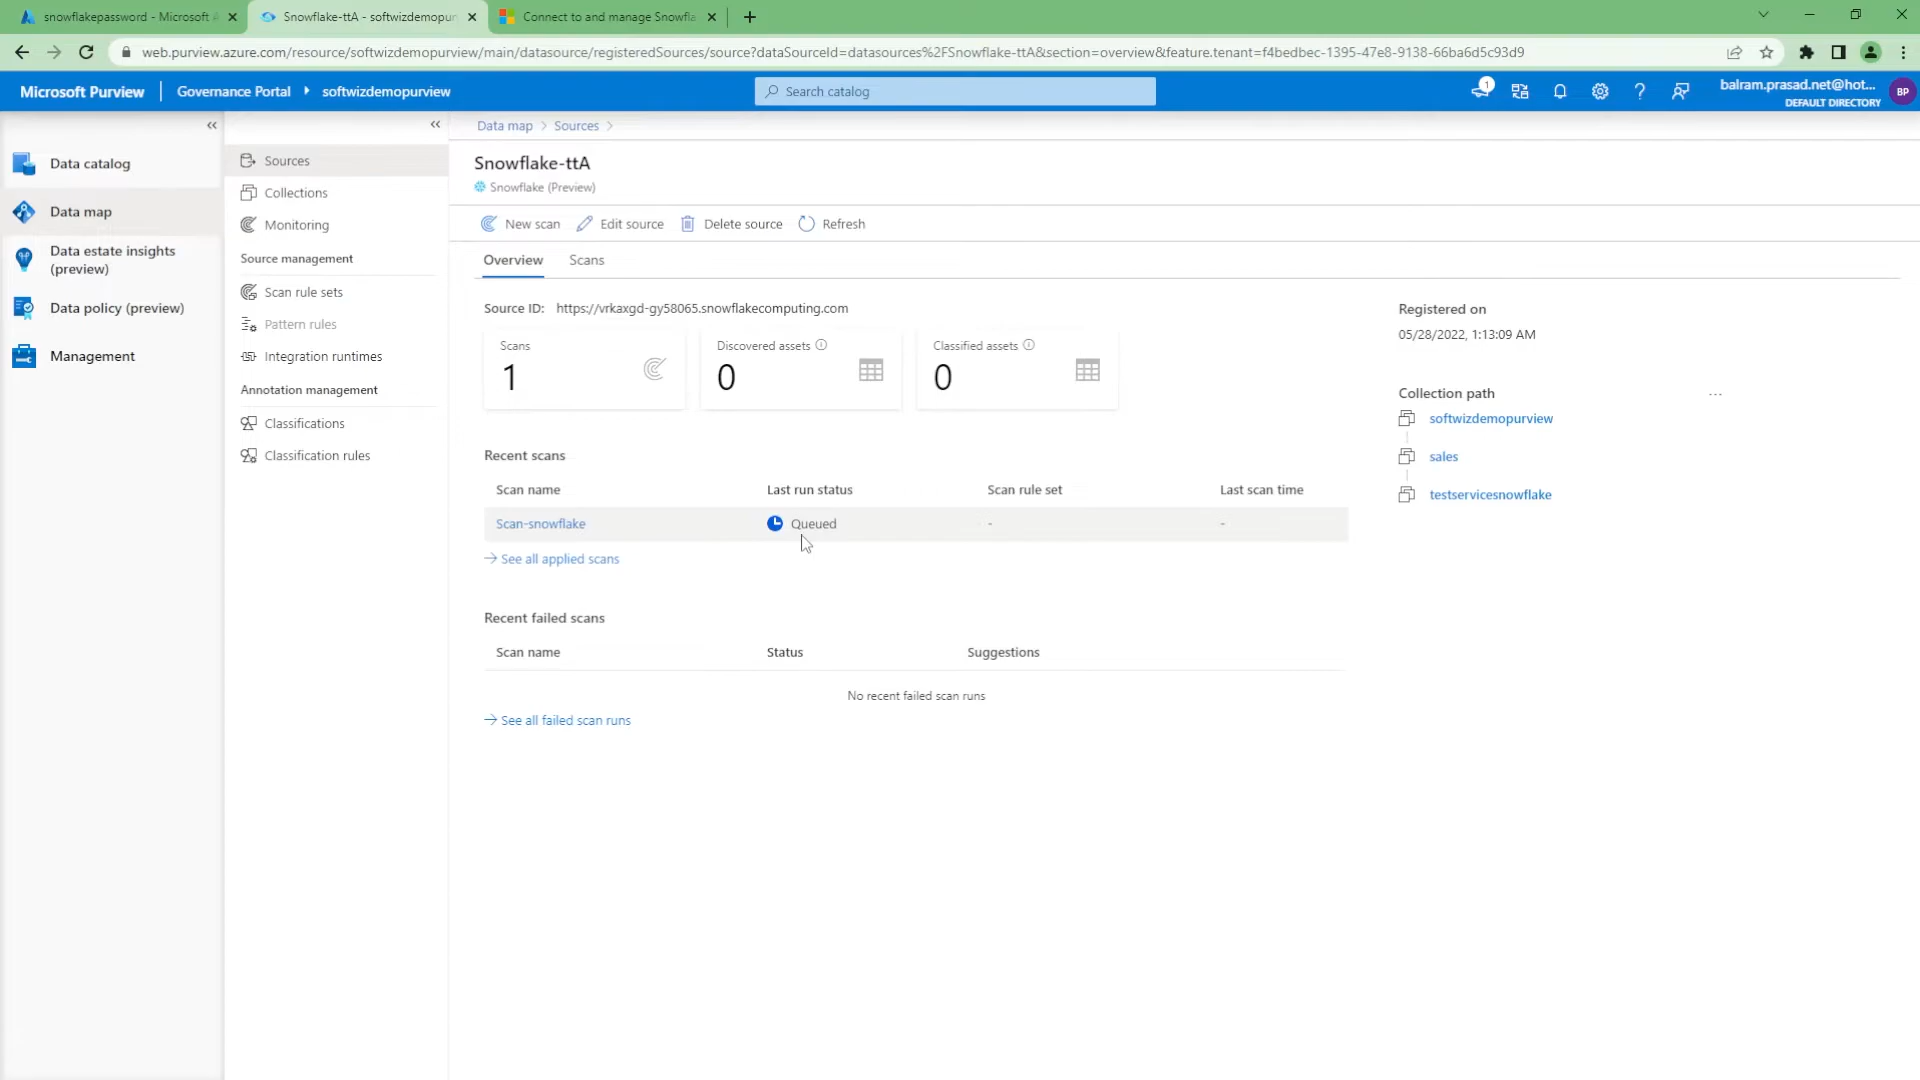 snowflakepassword - Microsoft A
Snowflake-ttA - softwizdemopur
Connect to and manage Snowfla
web.purview.azure.com/resource/softwizdemopurview/main/datasource/registeredSources/source?dataSourceId=datasources%2FSnowflake-ttA&section=overview&feature.tenant=f4bedbec-1395-47e8-9138-66ba6d5c93d9
Microsoft Purview
Governance Portal
softwizdemopurview
Search catalog
1
balram.prasad.net@hot...
DEFAULT DIRECTORY
BP
Data catalog
Data map
Data estate insights
(preview)
Data policy (preview)
Management
Sources
Collections
Monitoring
Source management
Scan rule sets
Pattern rules
Integration runtimes
Annotation management
Classifications
Classification rules
Data map > Sources >
Snowflake-ttA
Snowflake (Preview)
New scan
Edit source
Delete source
Refresh
Overview
Scans
Source ID: https://vrkaxgd-gy58065.snowflakecomputing.com
Scans
1
Discovered assets
0
Classified assets
0
Recent scans
Scan name Last run status Scan rule set Last scan time
Scan-snowflake Queued - -
See all applied scans
Recent failed scans
Scan name Status Suggestions
No recent failed scan runs
See all failed scan runs
Registered on
05/28/2022, 1:13:09 AM
Collection path
...
softwizdemopurview
sales
testservicesnowflake